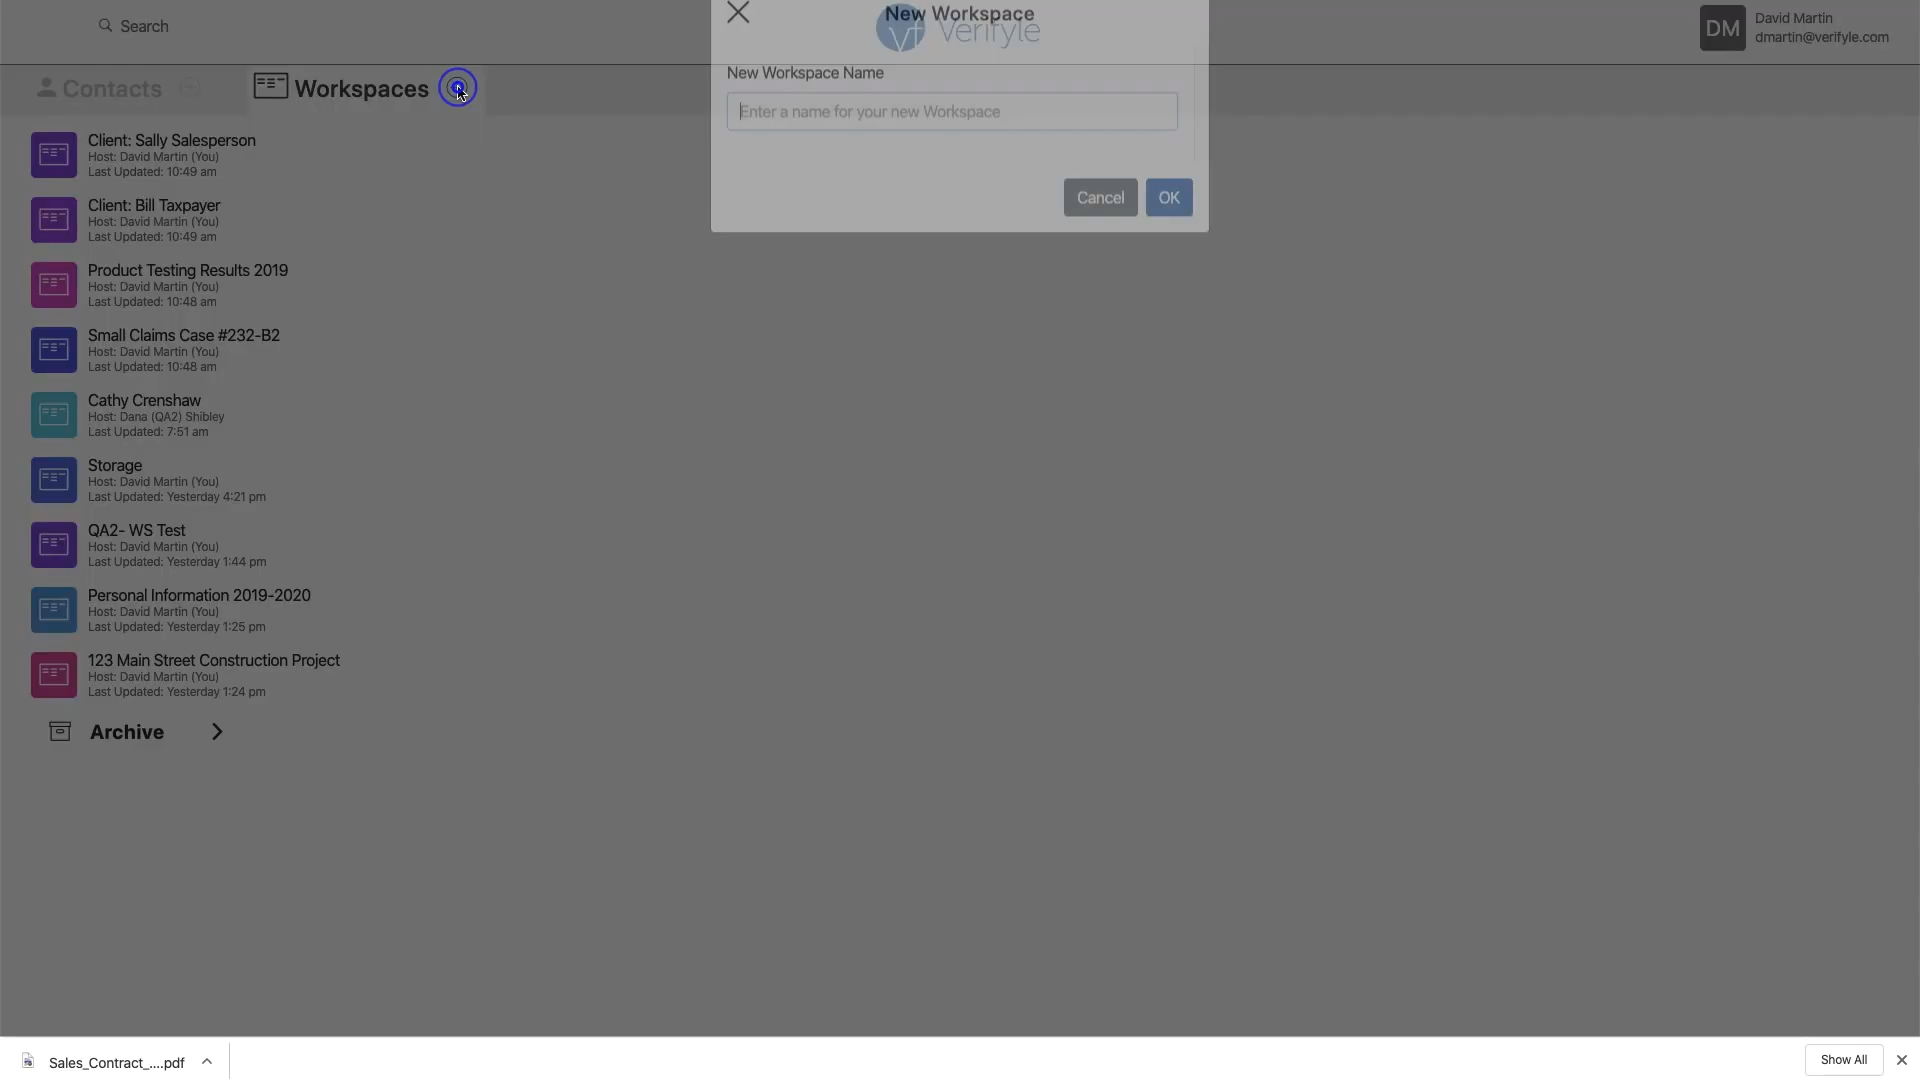 Search
New Workspace
Verifyle
David Martin
DM
dmartin@verifyle.com
Contacts
Workspaces
New Workspace Name
Enter a name for your new Workspace
Cancel
OK
Client: Sally Salesperson
Host: David Martin (You)
Last Updated: 10:49 am
Client: Bill Taxpayer
Host: David Martin (You)
Last Updated: 10:49 am
Product Testing Results 2019
Host: David Martin (You)
Last Updated: 10:48 am
Small Claims Case #232-B2
Host: David Martin (You)
Last Updated: 10:48 am
Cathy Crenshaw
Host: Dana (QA2) Shibley
Last Updated: 7:51 am
Storage
Host: David Martin (You)
Last Updated: Yesterday 4:21 pm
QA2- WS Test
Host: David Martin (You)
Last Updated: Yesterday 1:44 pm
Personal Information 2019-2020
Host: David Martin (You)
Last Updated: Yesterday 1:25 pm
123 Main Street Construction Project
Host: David Martin (You)
Last Updated: Yesterday 1:24 pm
Archive
Sales_Contract_....pdf
Show All